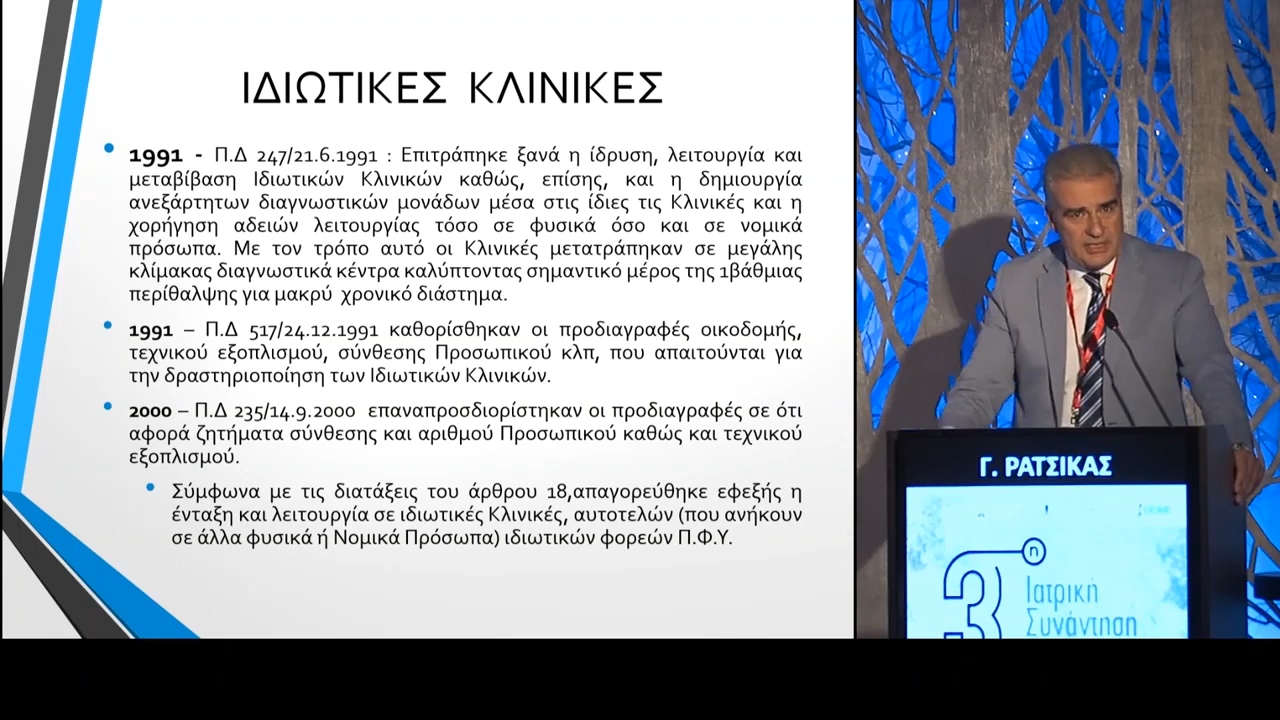 ΙΔΙΩΤΙΚΕΣ ΚΛΙΝΙΚΕΣ
• 1991 - Π.Δ 247/21.6.1991 : Επιτράπηκε ξανά η ίδρυση, λειτουργία και
μεταβίβαση Ιδιωτικών Κλινικών καθώς, επίσης, και η δημιουργία
ανεξάρτητων διαγνωστικών μονάδων μέσα στις ίδιες τις Κλινικές και η
χορήγηση αδειών λειτουργίας τόσο σε φυσικά όσο και σε νομικά
πρόσωπα. Με τον τρόπο αυτό οι Κλινικές μετατράπηκαν σε μεγάλης
κλίμακας διαγνωστικά κέντρα καλύπτοντας σημαντικό μέρος της 1βάθμιας
περίθαλψης για μακρύ χρονικό διάστημα.
• 1991 – Π.Δ 517/24.12.1991 καθορίσθηκαν οι προδιαγραφές οικοδομής,
τεχνικού εξοπλισμού, σύνθεσης Προσωπικού κλπ, που απαιτούνται για
την δραστηριοποίηση των Ιδιωτικών Κλινικών.
• 2000 – Π.Δ 235/14.9.2000 επαναπροσδιορίστηκαν οι προδιαγραφές σε ότι
αφορά ζητήματα σύνθεσης και αριθμού Προσωπικού καθώς και τεχνικού
εξοπλισμού.
• Σύμφωνα με τις διατάξεις του άρθρου 18,απαγορεύθηκε εφεξής η
ένταξη και λειτουργία σε ιδιωτικές Κλινικές, αυτοτελών (που ανήκουν
σε άλλα φυσικά ή Νομικά Πρόσωπα) ιδιωτικών φορέων Π.Φ.Υ.
Γ. ΡΑΤΣΙΚΑΣ
3η
Ιατρική
Συνάντηση